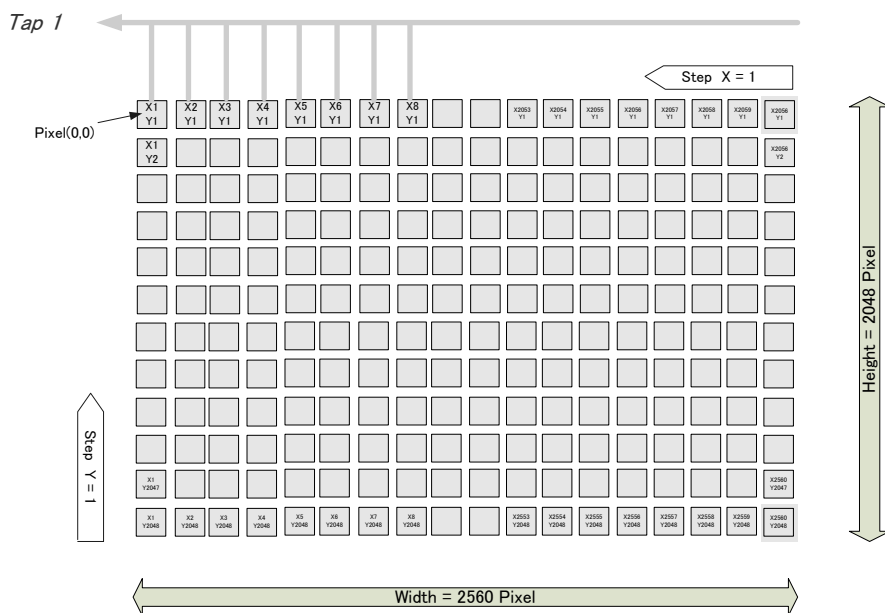 Tap 1
Step X = 1
X1 Y1
X2 Y1
X3 Y1
X4 Y1
X5 Y1
X6 Y1
X7 Y1
X8 Y1
X2053 Y1
X2054 Y1
X2055 Y1
X2056 Y1
X2057 Y1
X2058 Y1
X2059 Y1
X2056 Y1
Pixel(0,0)
X1 Y2
X2056 Y2
Height = 2048 Pixel
Step Y = 1
X1 Y2047
X2560 Y2047
X1 Y2048
X2 Y2048
X3 Y2048
X4 Y2048
X5 Y2048
X6 Y2048
X7 Y2048
X8 Y2048
X2553 Y2048
X2554 Y2048
X2555 Y2048
X2556 Y2048
X2557 Y2048
X2558 Y2048
X2559 Y2048
X2560 Y2048
Width = 2560 Pixel